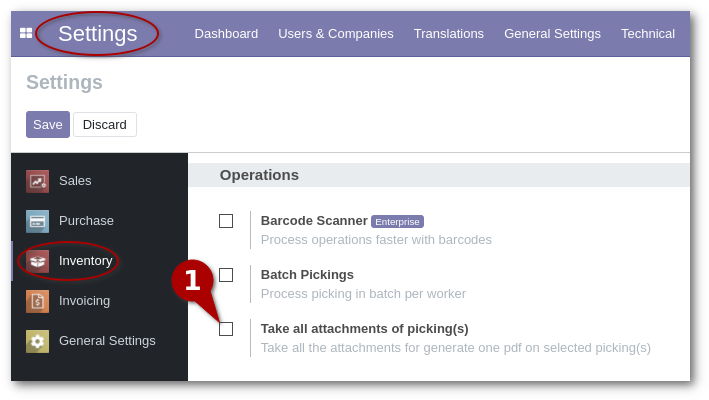 Settings Dashboard Users & Companies Translations General Settings Technical
Settings
Save Discard
Sales
Purchase
Inventory
Invoicing
General Settings
Operations
Barcode Scanner Enterprise
Process operations faster with barcodes
Batch Pickings
Process picking in batch per worker
1
Take all attachments of picking(s)
Take all the attachments for generate one pdf on selected picking(s)